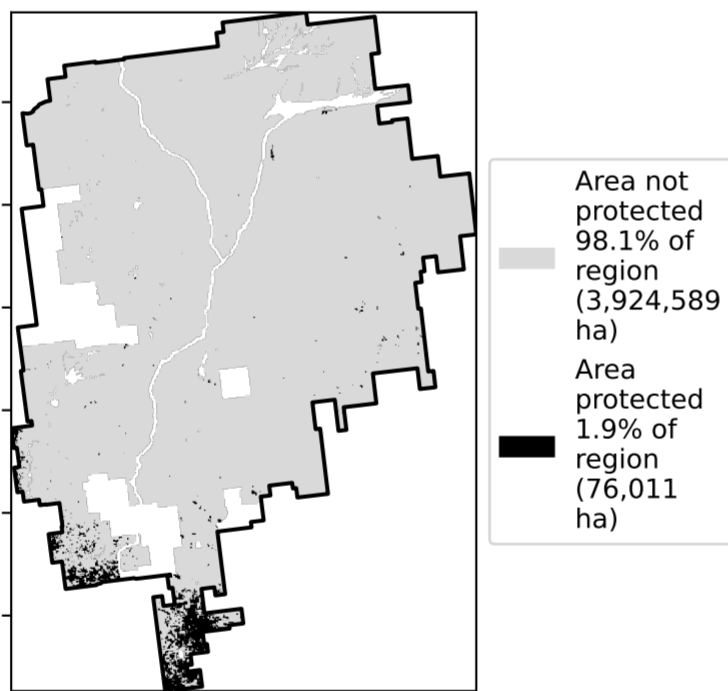 Area not
protected
98.1% of
region
(3,924,589
ha)
Area
protected
1.9% of
region
(76,011
ha)